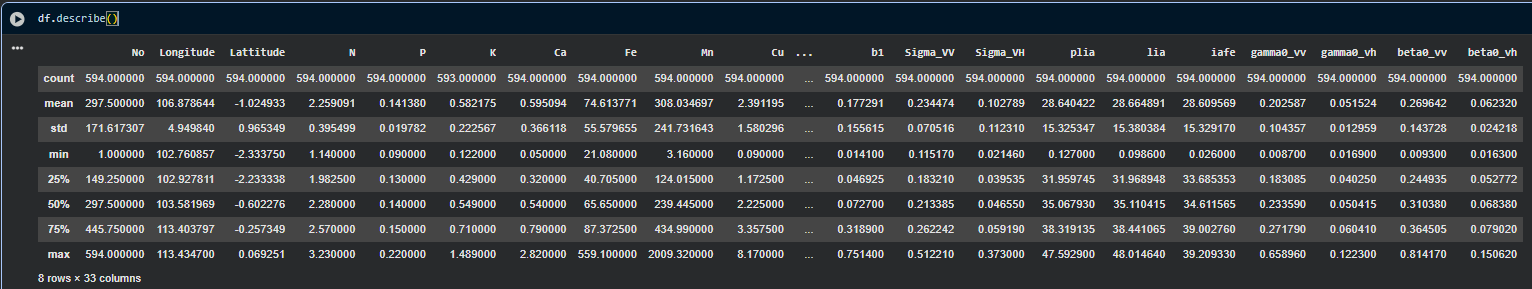 df.describe()
No Longitude Lattitude N P K Ca Fe Mn Cu ... b1 Sigma_VV Sigma_VH plia lia iafe gamma0_vv gamma0_vh beta0_vv beta0_vh
count 594.000000 594.000000 594.000000 594.000000 594.000000 593.000000 594.000000 594.000000 594.000000 594.000000 ... 594.000000 594.000000 594.000000 594.000000 594.000000 594.000000 594.000000 594.000000 594.000000 594.000000
mean 297.500000 106.878644 -1.024933 2.259091 0.141380 0.582175 0.595094 74.613771 308.034697 2.391195 ... 0.177291 0.234474 0.102789 28.640422 28.664891 28.609569 0.202587 0.051524 0.269642 0.062320
std 171.617307 4.949840 0.965349 0.395499 0.019782 0.222567 0.366118 55.579655 241.731643 1.580296 ... 0.155615 0.070516 0.112310 15.325347 15.380384 15.329170 0.104357 0.012959 0.143728 0.024218
min 1.000000 102.760857 -2.333750 1.140000 0.090000 0.122000 0.050000 21.080000 3.160000 0.090000 ... 0.014100 0.115170 0.021460 0.127000 0.098600 0.026000 0.008700 0.016900 0.009300 0.016300
25% 149.250000 102.927811 -2.233338 1.982500 0.130000 0.429000 0.320000 40.705000 124.015000 1.172500 ... 0.046925 0.183210 0.039535 31.959745 31.968948 33.685353 0.183085 0.040250 0.244935 0.052772
50% 297.500000 103.581969 -0.602276 2.280000 0.140000 0.549000 0.540000 65.650000 239.445000 2.225000 ... 0.072700 0.213385 0.046550 35.067930 35.110415 34.611565 0.233590 0.050415 0.310380 0.068380
75% 445.750000 113.403797 -0.257349 2.570000 0.150000 0.710000 0.790000 87.372500 434.990000 3.357500 ... 0.318900 0.262242 0.059190 38.319135 38.441065 39.002760 0.271790 0.060410 0.364505 0.079020
max 594.000000 113.434700 0.069251 3.230000 0.220000 1.489000 2.820000 559.100000 2009.320000 8.170000 ... 0.751400 0.512210 0.373000 47.592900 48.014640 39.209330 0.658960 0.122300 0.814170 0.150620
8 rows × 33 columns